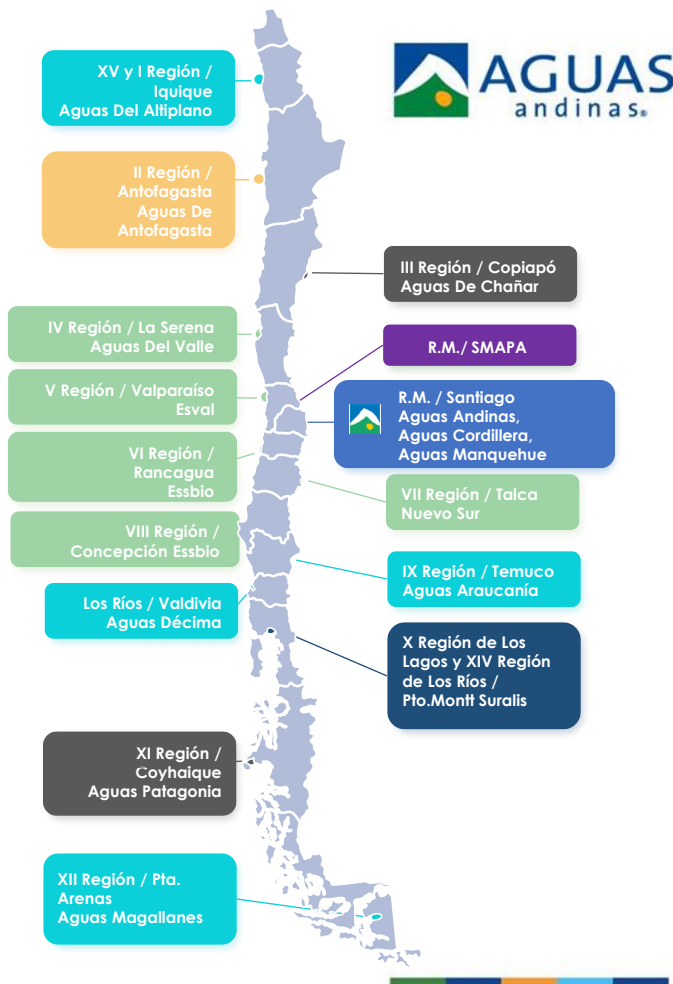 AGUAS
andinas®
XV y I Región /
Iquique
Aguas Del Altiplano
II Región /
Antofagasta
Aguas De
Antofagasta
III Región / Copiapó
Aguas De Chañar
IV Región / La Serena
Aguas Del Valle
R.M./ SMAPA
V Región / Valparaíso
Esval
R.M. / Santiago
Aguas Andinas,
Aguas Cordillera,
Aguas Manquehue
VI Región /
Rancagua
Essbio
VII Región / Talca
Nuevo Sur
VIII Región /
Concepción Essbio
IX Región / Temuco
Aguas Araucanía
Los Ríos / Valdivia
Aguas Décima
X Región de Los
Lagos y XIV Región
de Los Ríos /
Pto.Montt Suralis
XI Región /
Coyhaique
Aguas Patagonia
XII Región / Pta.
Arenas
Aguas Magallanes